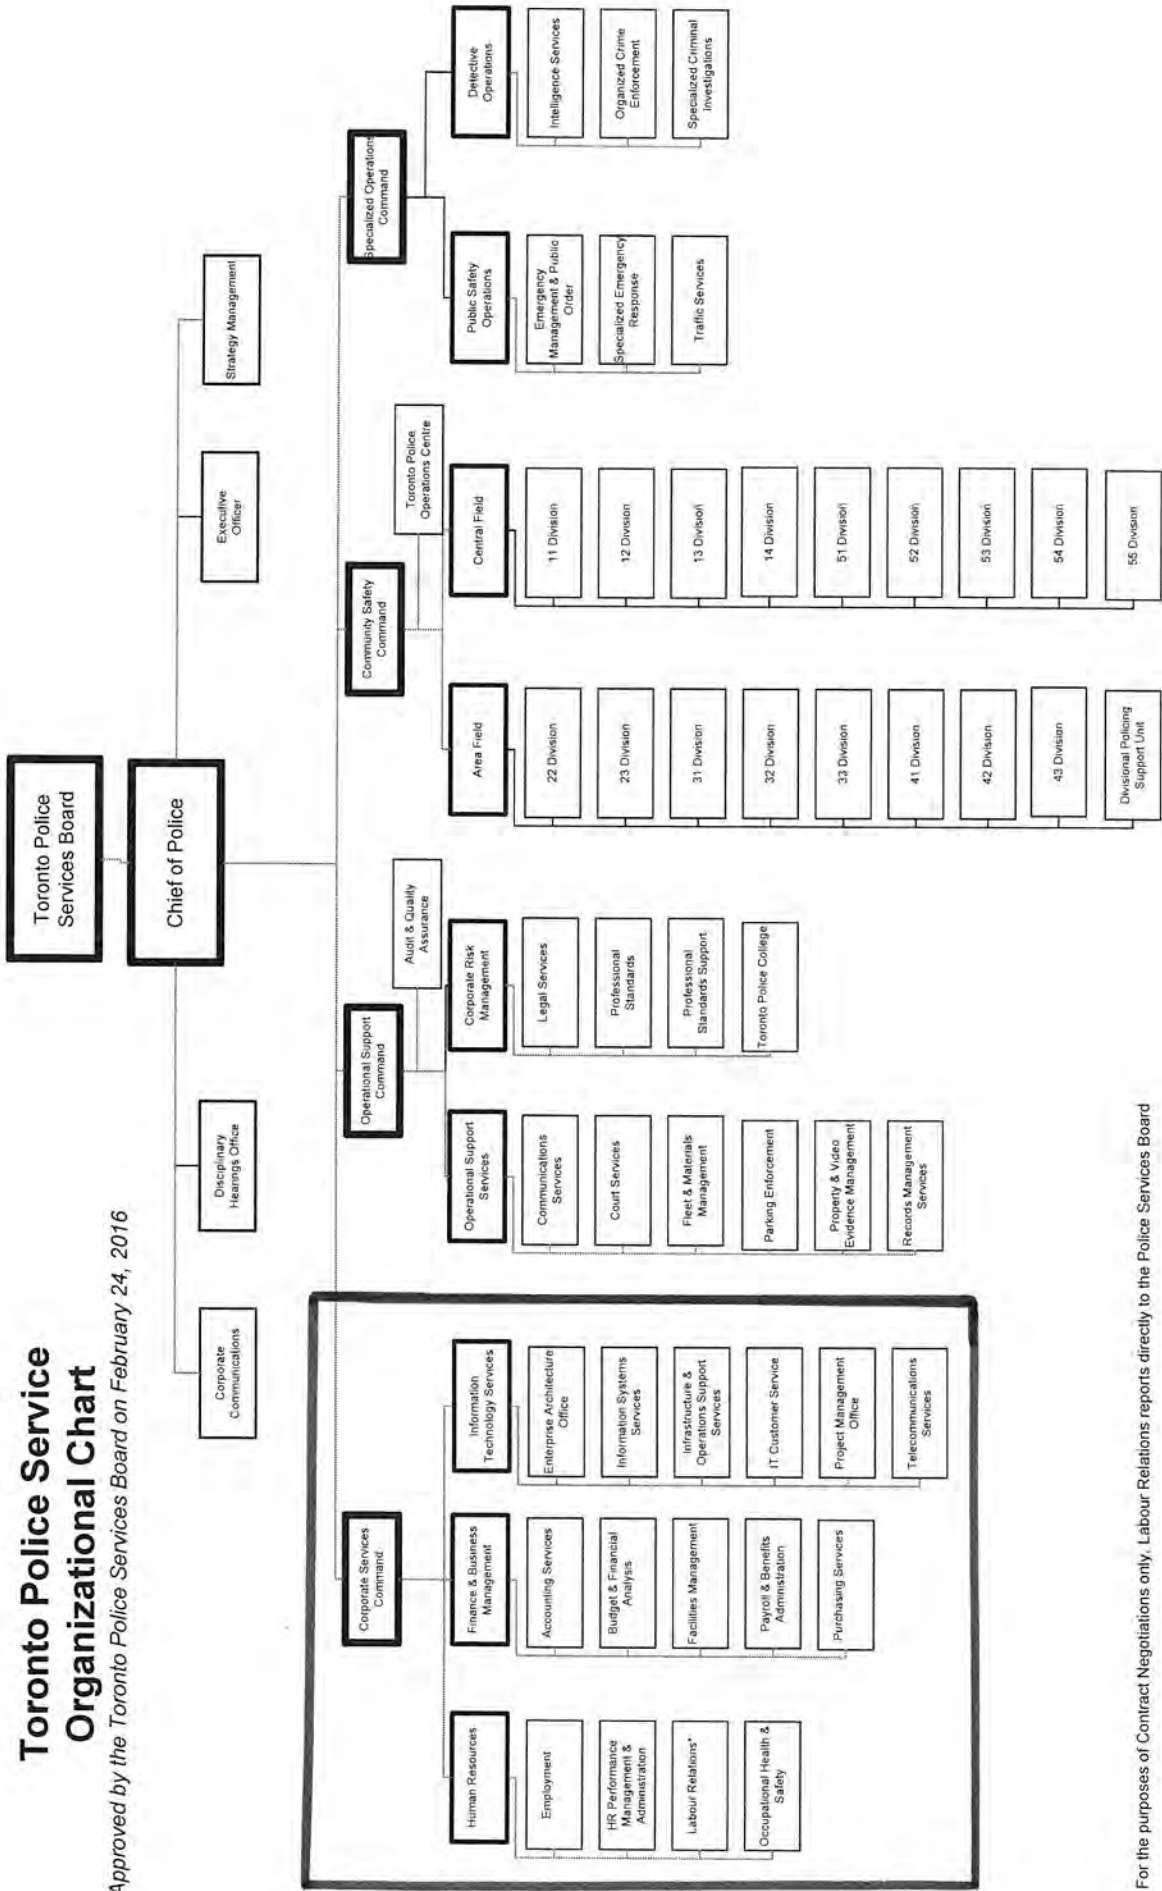 Toronto Police Service
Organizational Chart
Approved by the Toronto Police Services Board on February 24, 2016
Toronto Police
Services Board
Chief of Police
Corporate
Communications
Disciplinary
Hearings Office
Executive
Officer
Strategy Management
Corporate Services
Command
Operational Support
Command
Community Safety
Command
Specialized Operations
Command
Audit & Quality
Assurance
Toronto Police
Operations Centre
Human Resources
Employment
HR Performance
Management &
Administration
Labour Relations*
Occupational Health &
Safety
Finance & Business
Management
Accounting Services
Budget & Financial
Analysis
Facilities Management
Payroll & Benefits
Administration
Purchasing Services
Information
Technology Services
Enterprise Architecture
Office
Information Systems
Services
Infrastructure &
Operations Support
Services
IT Customer Service
Project Management
Office
Telecommunications
Services
Operational Support
Services
Communications
Services
Court Services
Fleet & Materials
Management
Parking Enforcement
Property & Video
Evidence Management
Records Management
Services
Corporate Risk
Management
Legal Services
Professional
Standards
Professional
Standards Support
Toronto Police College
Area Field
22 Division
23 Division
31 Division
32 Division
33 Division
41 Division
42 Division
43 Division
Divisional Policing
Support Unit
Central Field
11 Division
12 Division
13 Division
14 Division
51 Division
52 Division
53 Division
54 Division
55 Division
Public Safety
Operations
Emergency
Management & Public
Order
Specialized Emergency
Response
Traffic Services
Detective
Operations
Intelligence Services
Organized Crime
Enforcement
Specialized Criminal
Investigations
For the purposes of Contract Negotiations only, Labour Relations reports directly to the Police Services Board